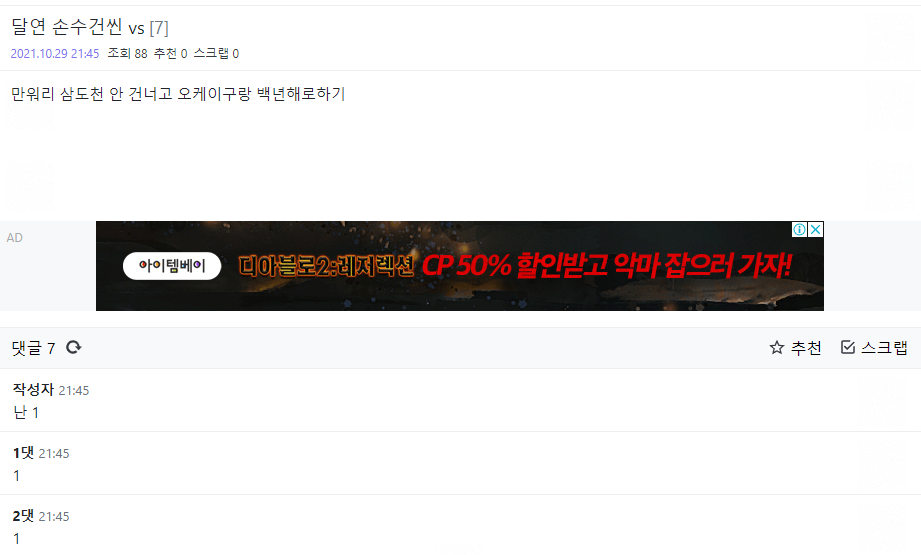 달연 손수건씬 vs [7]
2021.10.29 21:45 조회 88 추천 0 스크랩 0
만워리 삼도천 안 건너고 오케이구랑 백년해로하기
AD
아이템베이 디아블로2:레저렉션 CP 50% 할인받고 악마 잡으러 가자!
댓글 7 추천 스크랩
작성자 21:45
난 1
1댓 21:45
1
2댓 21:45
1